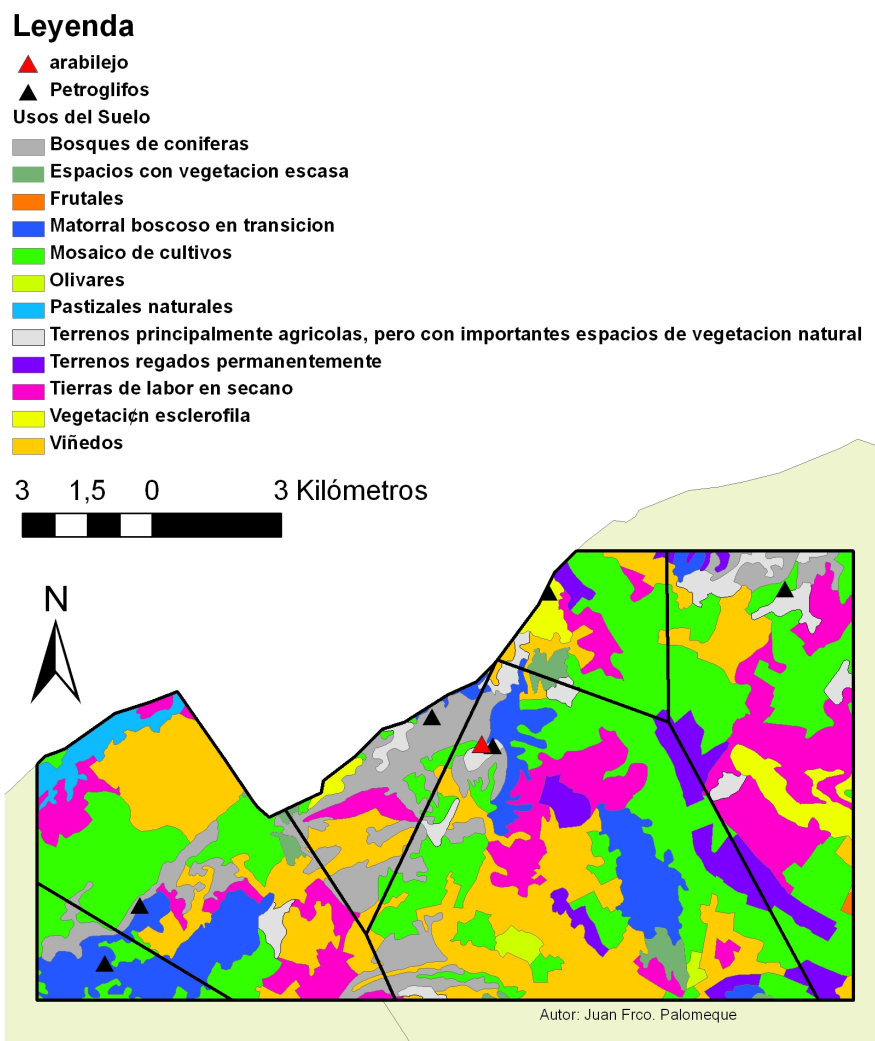 Leyenda
arabilejo
Petroglifos
Usos del Suelo
Bosques de coniferas
Espacios con vegetacion escasa
Frutales
Matorral boscoso en transicion
Mosaico de cultivos
Olivares
Pastizales naturales
Terrenos principalmente agricolas, pero con importantes espacios de vegetacion natural
Terrenos regados permanentemente
Tierras de labor en secano
Vegetaci¢n esclerofila
Viñedos
3 1,5 0 3 Kilómetros
N
Autor: Juan Frco. Palomeque